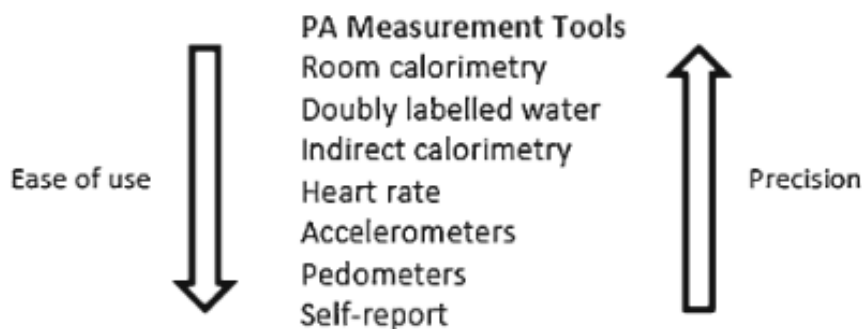 PA Measurement Tools
Room calorimetry
Doubly labelled water
Indirect calorimetry
Ease of use
Heart rate
Precision
Accelerometers
Pedometers
Self-report